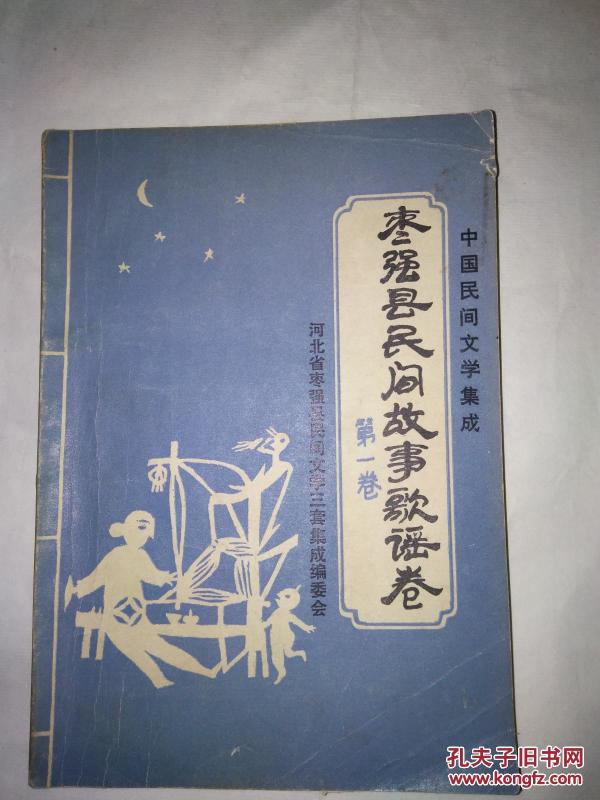 中国民间文学集成
枣强县民间故事歌谣卷
第一卷
河北省枣强县民间文学三套集成编委会
孔夫子旧书网
www.kongfz.com